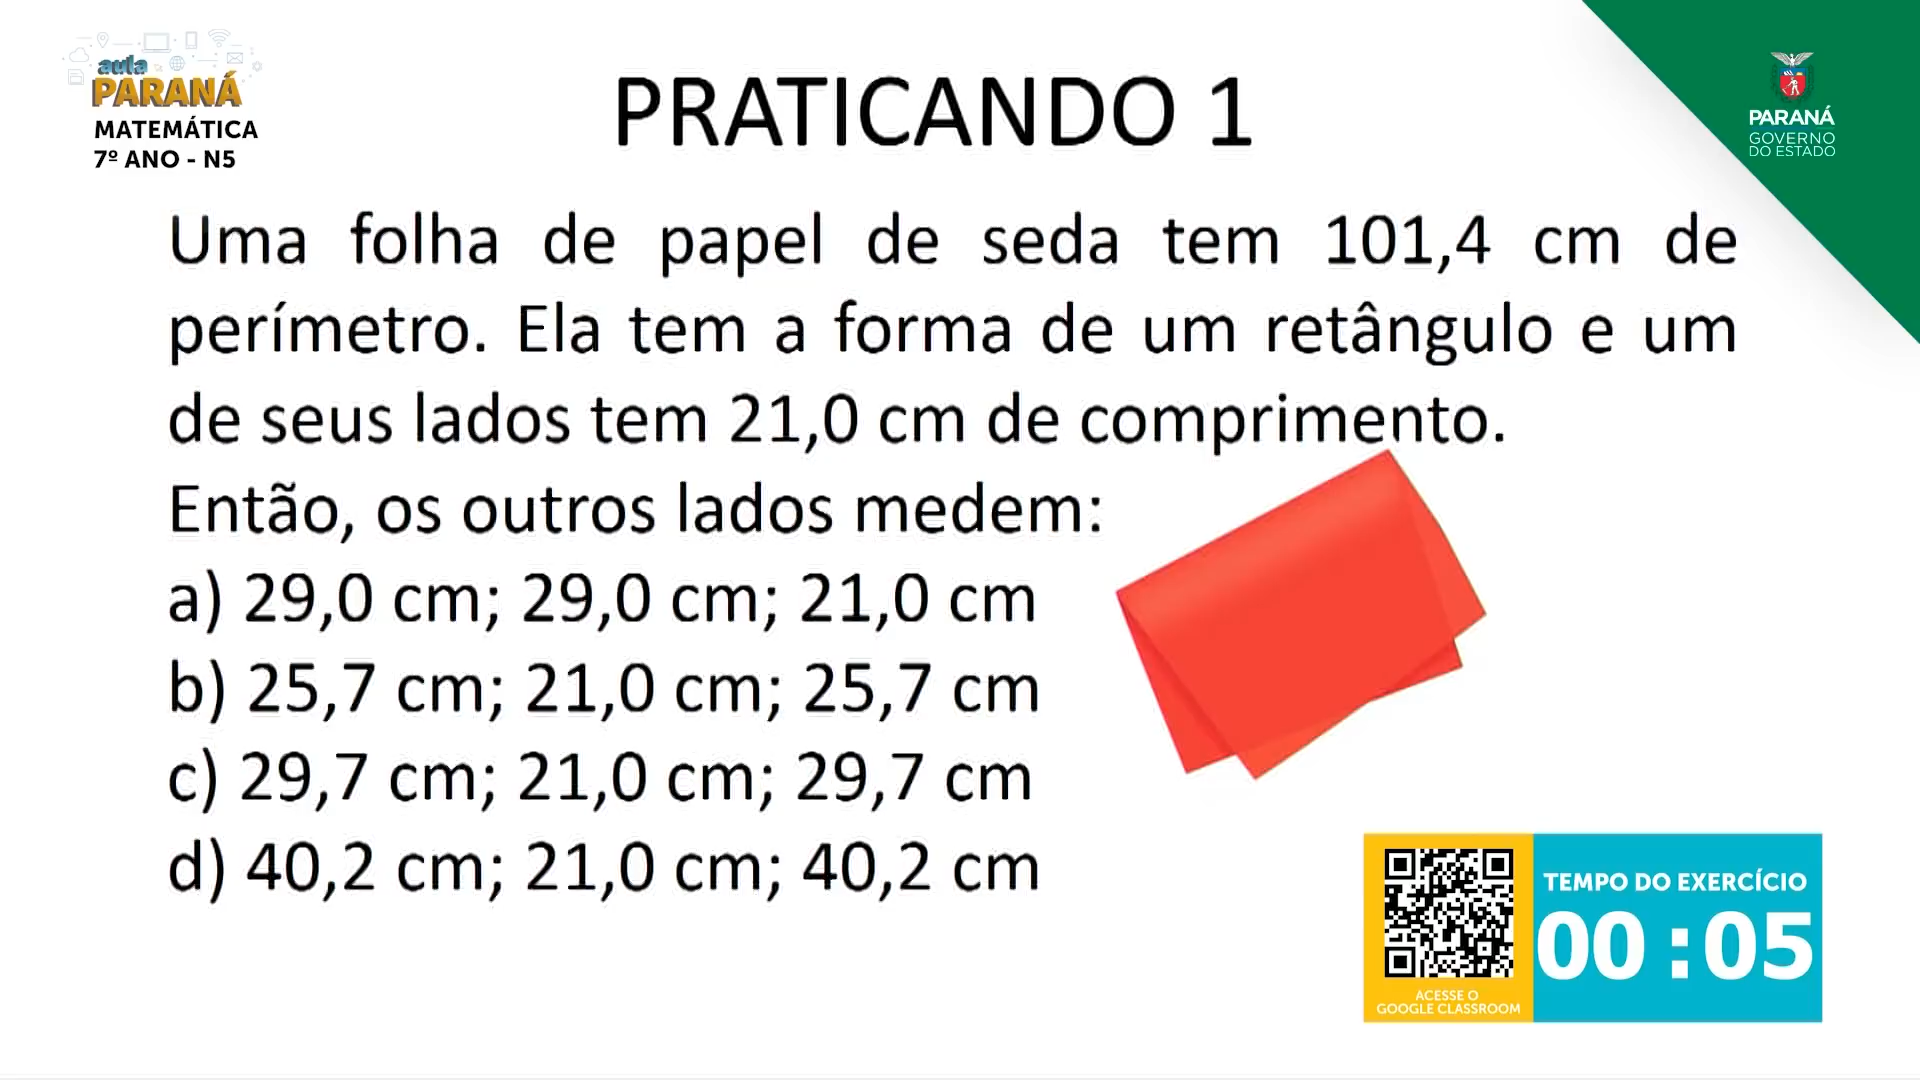 aula
PARANÁ
MATEMÁTICA
7º ANO - N5
PRATICANDO 1
PARANÁ
GOVERNO
DO ESTADO
Uma folha de papel de seda tem 101,4 cm de
perímetro. Ela tem a forma de um retângulo e um
de seus lados tem 21,0 cm de comprimento.
Então, os outros lados medem:
a) 29,0 cm; 29,0 cm; 21,0 cm
b) 25,7 cm; 21,0 cm; 25,7 cm
c) 29,7 cm; 21,0 cm; 29,7 cm
d) 40,2 cm; 21,0 cm; 40,2 cm
TEMPO DO EXERCÍCIO
00:05
ACESSE O
GOOGLE CLASSROOM